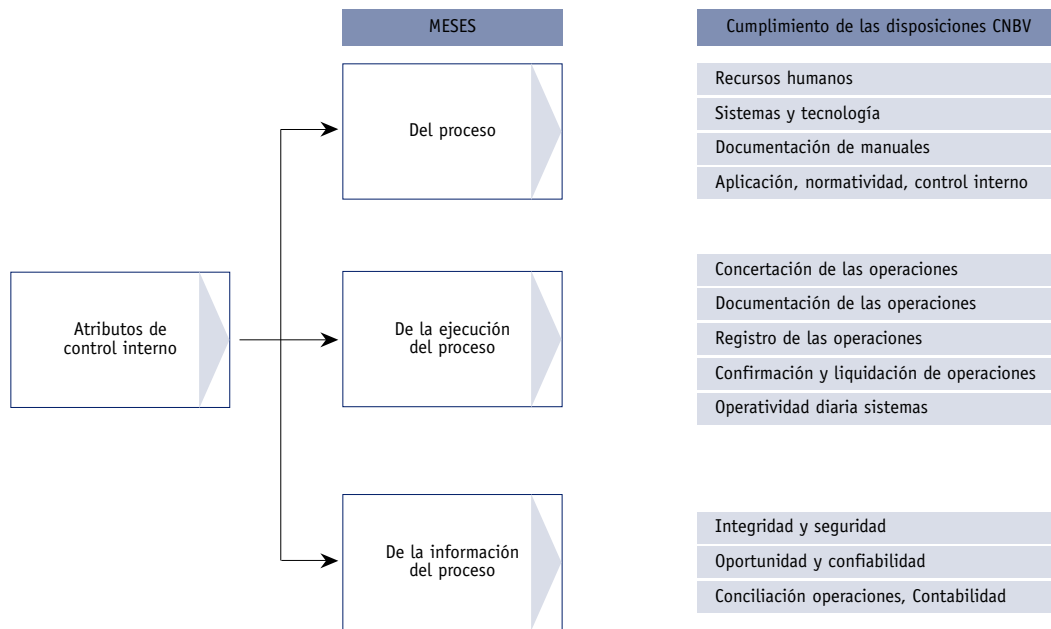 MESES
Cumplimiento de las disposiciones CNBV
Del proceso
Recursos humanos
Sistemas y tecnología
Documentación de manuales
Aplicación, normatividad, control interno
Atributos de
control interno
De la ejecución
del proceso
Concertación de las operaciones
Documentación de las operaciones
Registro de las operaciones
Confirmación y liquidación de operaciones
Operatividad diaria sistemas
De la información
del proceso
Integridad y seguridad
Oportunidad y confiabilidad
Conciliación operaciones, Contabilidad